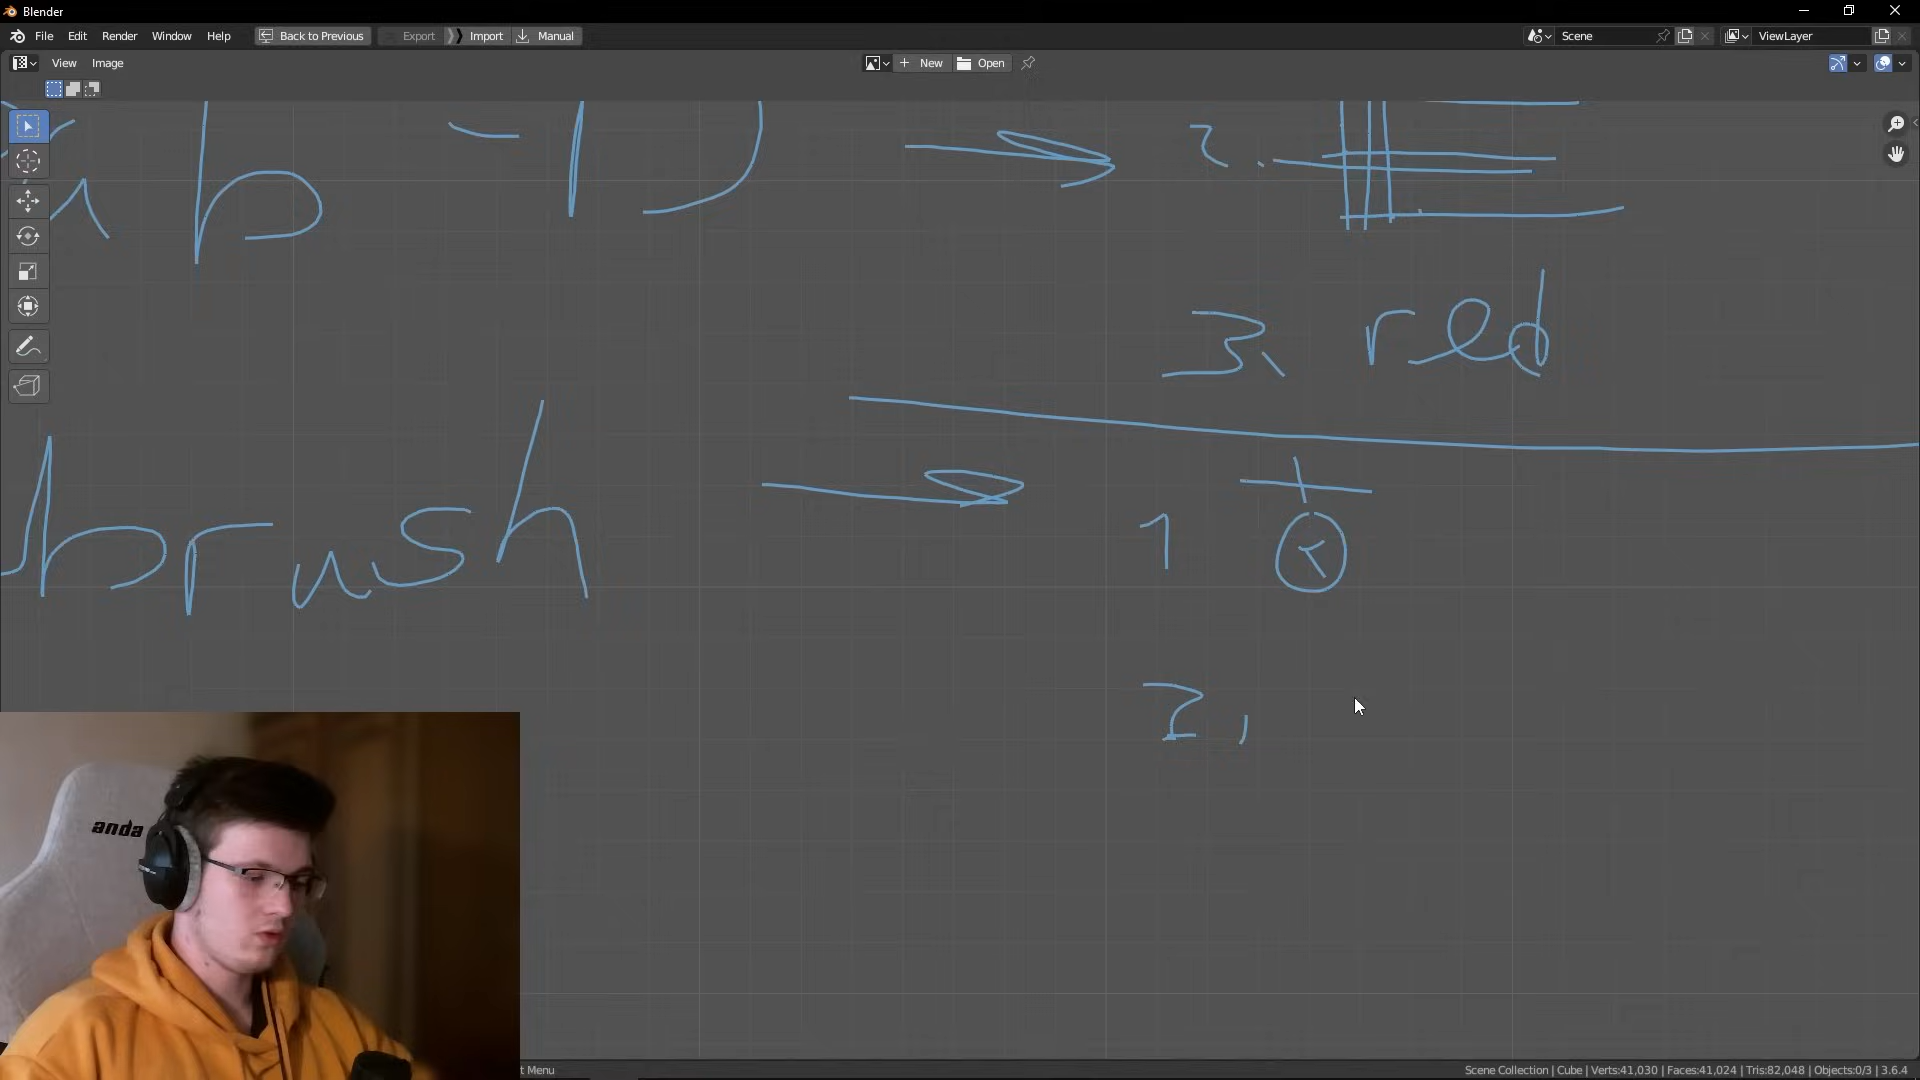 Blender
File Edit Render Window Help Back to Previous Export Import Manual Scene ViewLayer
View Image New Open
2.
3. red
brush
1
2,
anda
t Menu
Scene Collection | Cube | Verts:41,030 | Faces:41,024 | Tris:82,048 | Objects:0/3 | 3.6.4